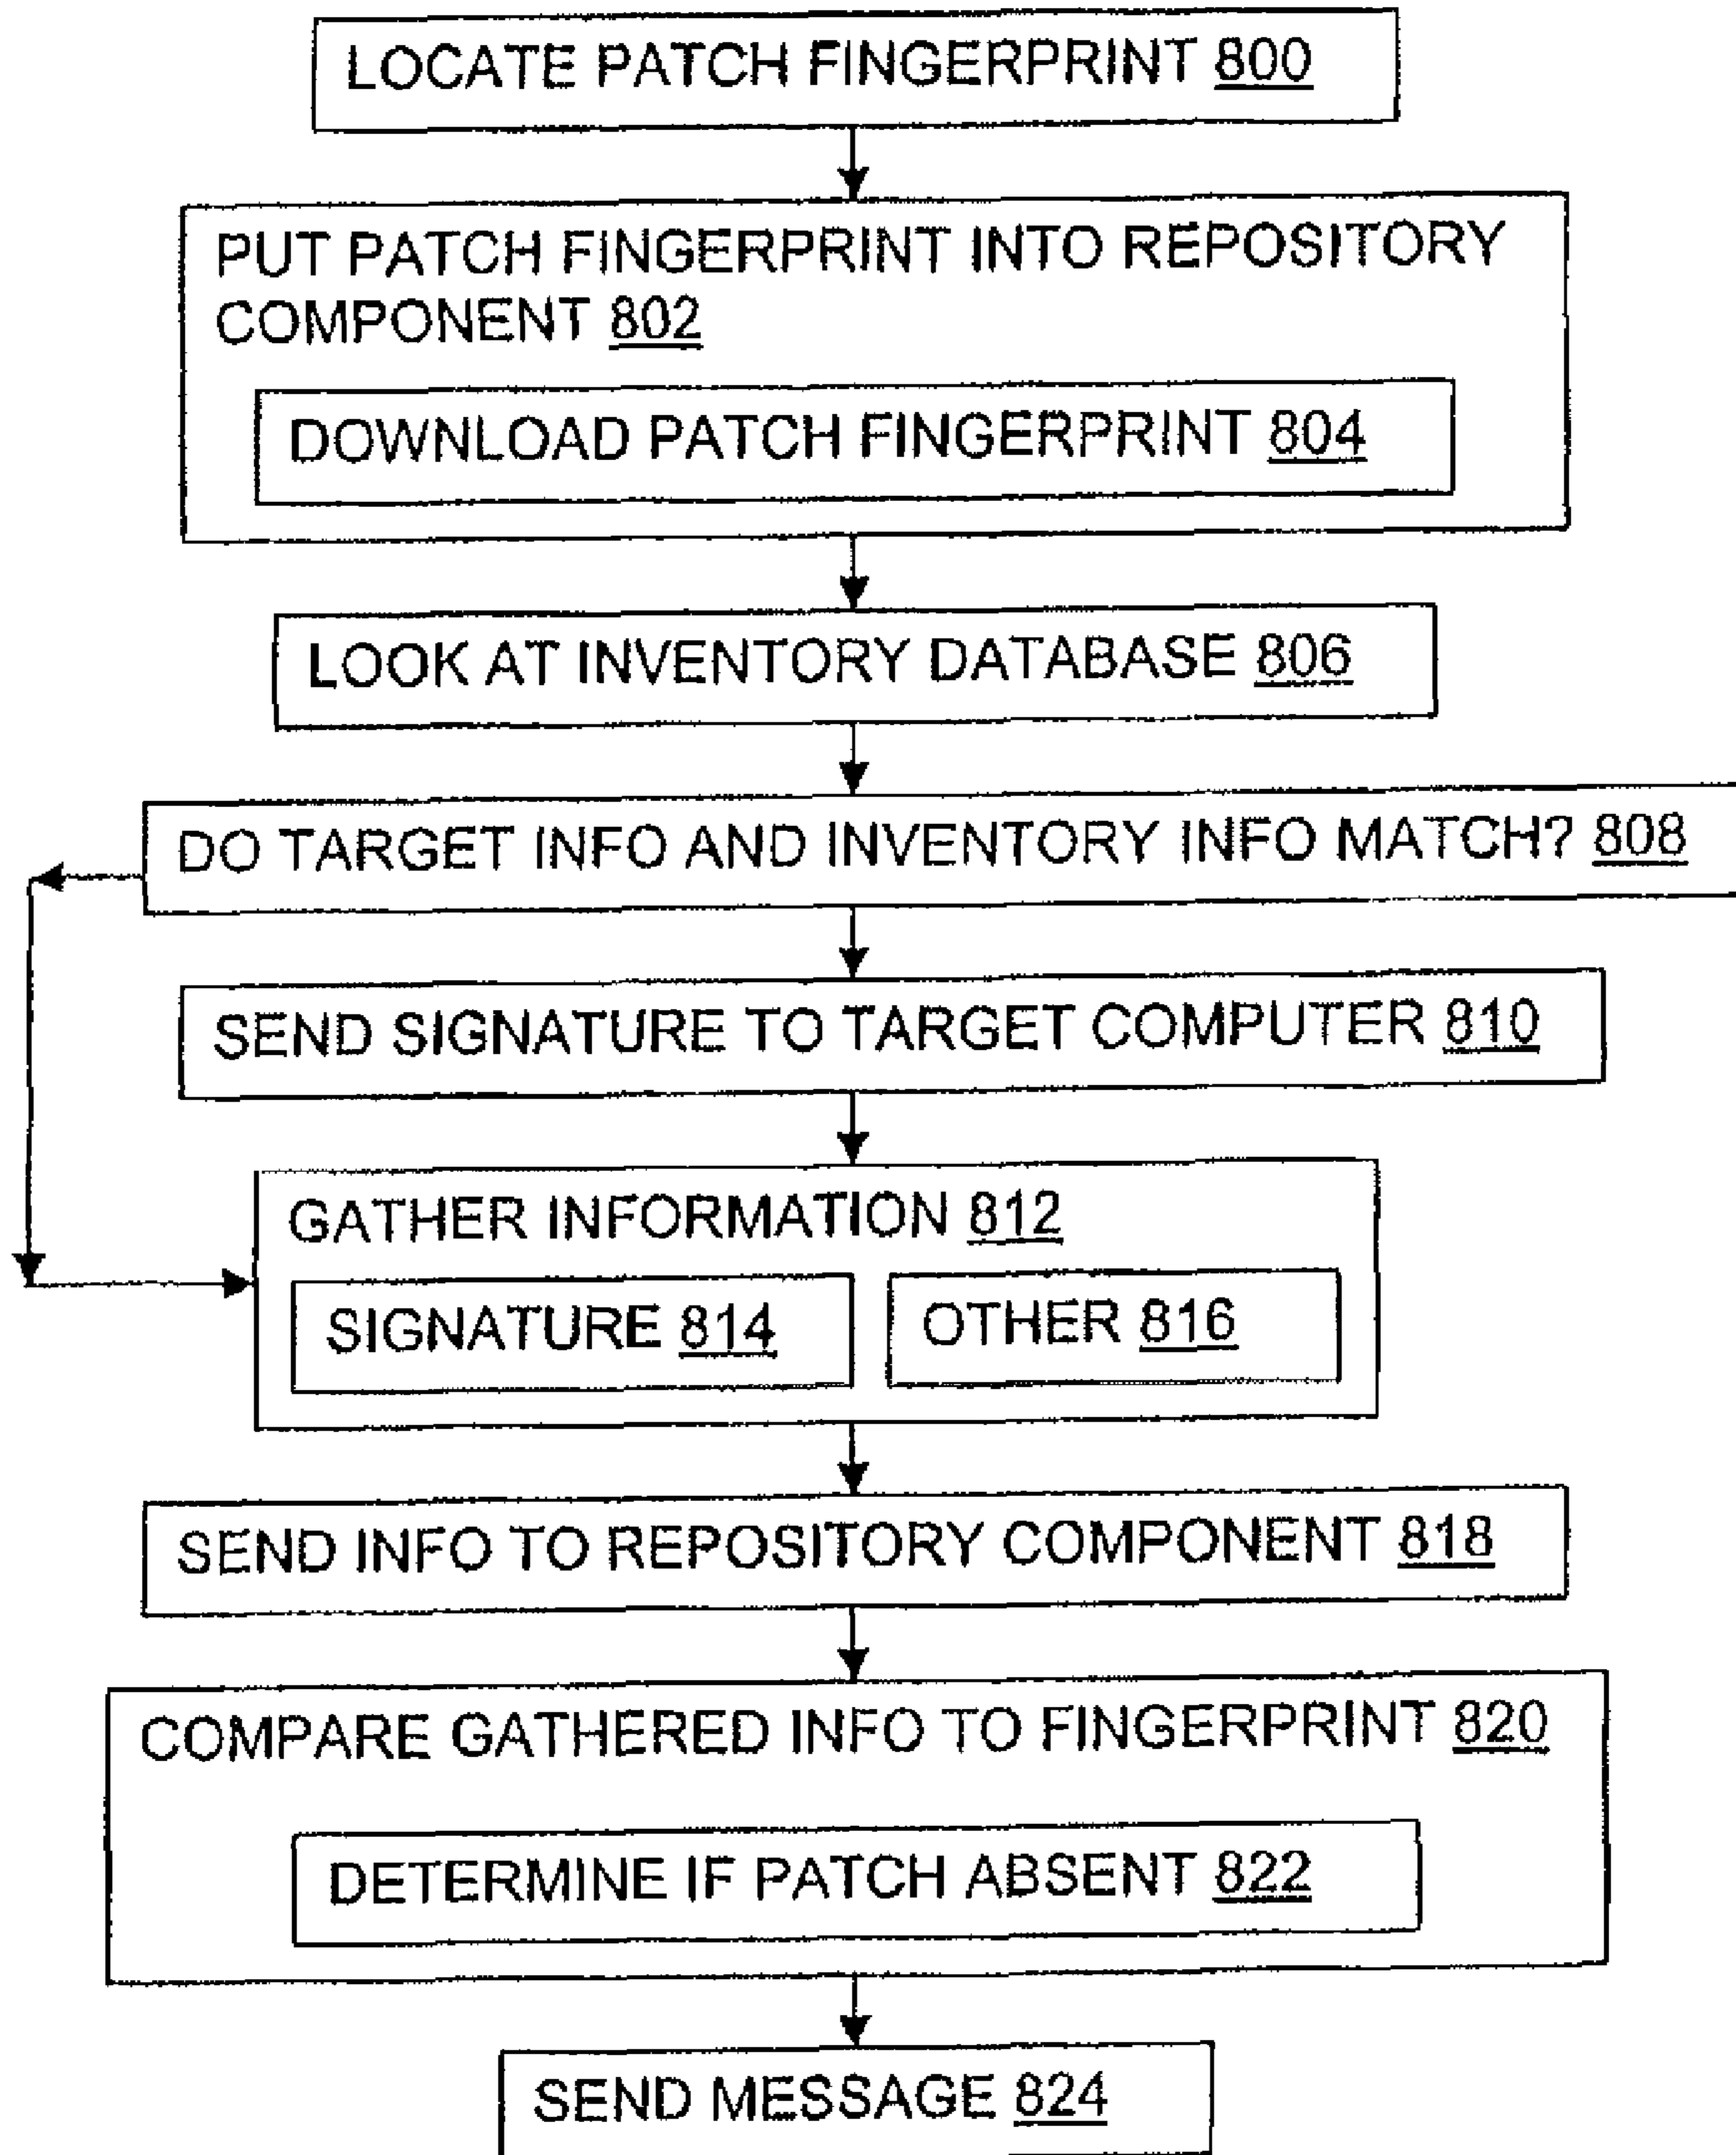 LOCATE PATCH FINGERPRINT 800
PUT PATCH FINGERPRINT INTO REPOSITORY
COMPONENT 802
DOWNLOAD PATCH FINGERPRINT 804
LOOK AT INVENTORY DATABASE 806
DO TARGET INFO AND INVENTORY INFO MATCH? 808
SEND SIGNATURE TO TARGET COMPUTER 810
GATHER INFORMATION 812
SIGNATURE 814
OTHER 816
SEND INFO TO REPOSITORY COMPONENT 818
COMPARE GATHERED INFO TO FINGERPRINT 820
DETERMINE IF PATCH ABSENT 822
SEND MESSAGE 824